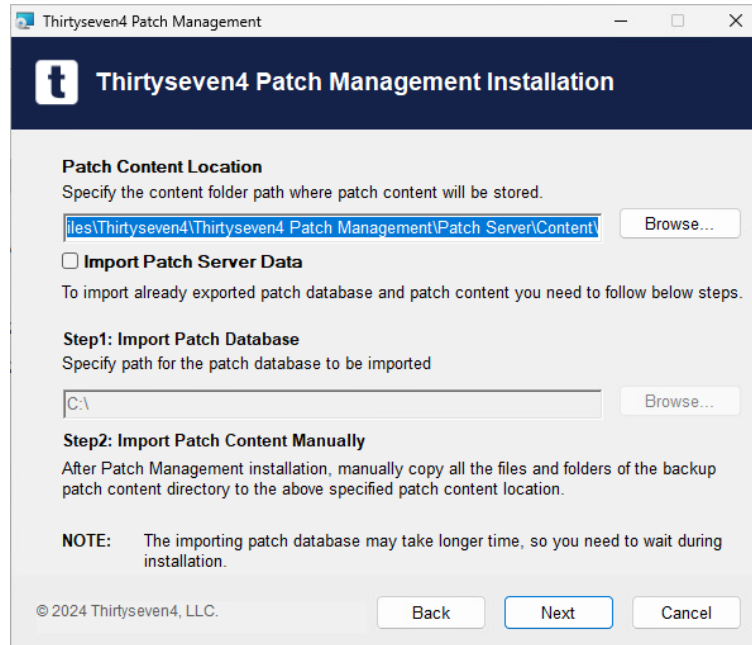 Thirtyseven4 Patch Management
t Thirtyseven4 Patch Management Installation
Patch Content Location
Specify the content folder path where patch content will be stored.
iles\Thirtyseven4\Thirtyseven4 Patch Management\Patch Server\Content\ Browse...
Import Patch Server Data
To import already exported patch database and patch content you need to follow below steps.
Step1: Import Patch Database
Specify path for the patch database to be imported
C:\ Browse...
Step2: Import Patch Content Manually
After Patch Management installation, manually copy all the files and folders of the backup
patch content directory to the above specified patch content location.
NOTE: The importing patch database may take longer time, so you need to wait during
installation.
© 2024 Thirtyseven4, LLC. Back Next Cancel